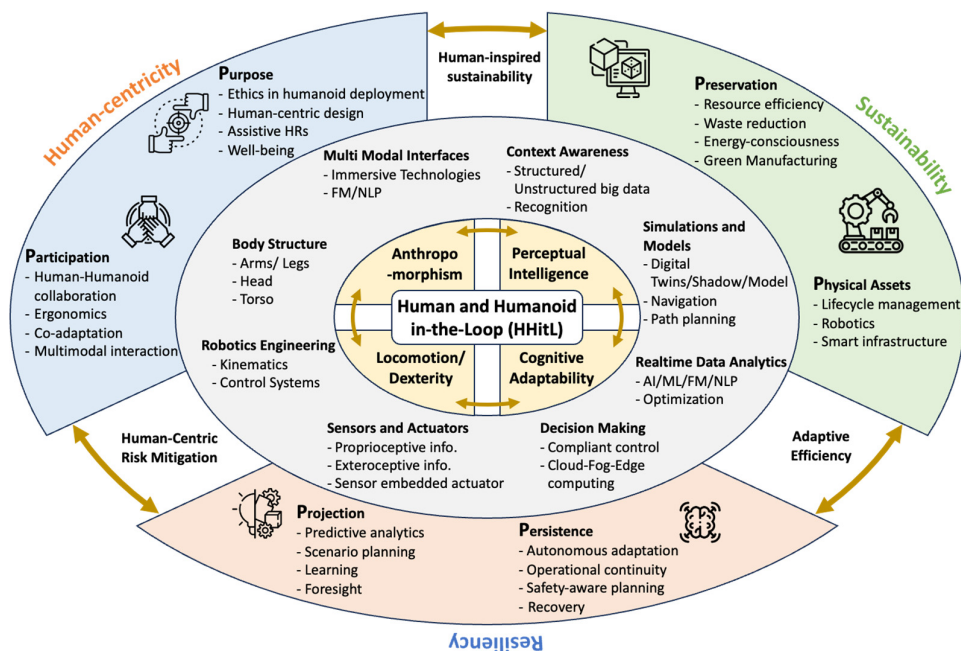 Human-centricity
Purpose
- Ethics in humanoid deployment
- Human-centric design
- Assistive HRs
- Well-being
Participation
- Human-Humanoid
collaboration
- Ergonomics
- Co-adaptation
- Multimodal interaction
Human-inspired
sustainability
Sustainability
Preservation
- Resource efficiency
- Waste reduction
- Energy-consciousness
- Green Manufacturing
Physical Assets
- Lifecycle management
- Robotics
- Smart infrastructure
Multi Modal Interfaces
- Immersive Technologies
- FM/NLP
Context Awareness
- Structured/
Unstructured big data
- Recognition
Body Structure
- Arms/ Legs
- Head
- Torso
Simulations and
Models
- Digital
Twins/Shadow/Model
- Navigation
- Path planning
Anthropo
-morphism
Perceptual
Intelligence
Human and Humanoid
in-the-Loop (HHitL)
Locomotion/
Dexterity
Cognitive
Adaptability
Robotics Engineering
- Kinematics
- Control Systems
Realtime Data Analytics
- AI/ML/FM/NLP
- Optimization
Sensors and Actuators
- Proprioceptive info.
- Exteroceptive info.
- Sensor embedded actuator
Decision Making
- Compliant control
- Cloud-Fog-Edge
computing
Human-Centric
Risk Mitigation
Adaptive
Efficiency
Projection
- Predictive analytics
- Scenario planning
- Learning
- Foresight
Persistence
- Autonomous adaptation
- Operational continuity
- Safety-aware planning
- Recovery
Resiliency